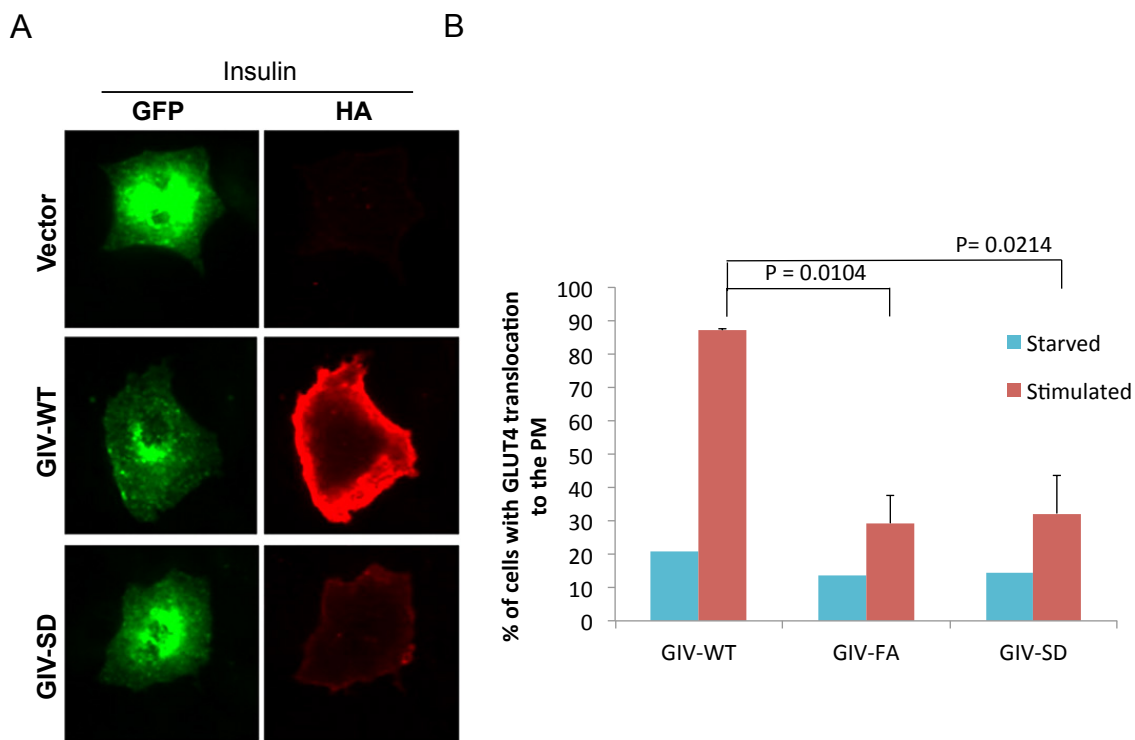 A
B
Insulin
GFP
HA
Vector
GIV-WT
GIV-SD
P= 0.0214
P = 0.0104
% of cells with GLUT4 translocation
to the PM
100
90
80
70
60
50
40
30
20
10
0
Starved
Stimulated
GIV-WT
GIV-FA
GIV-SD